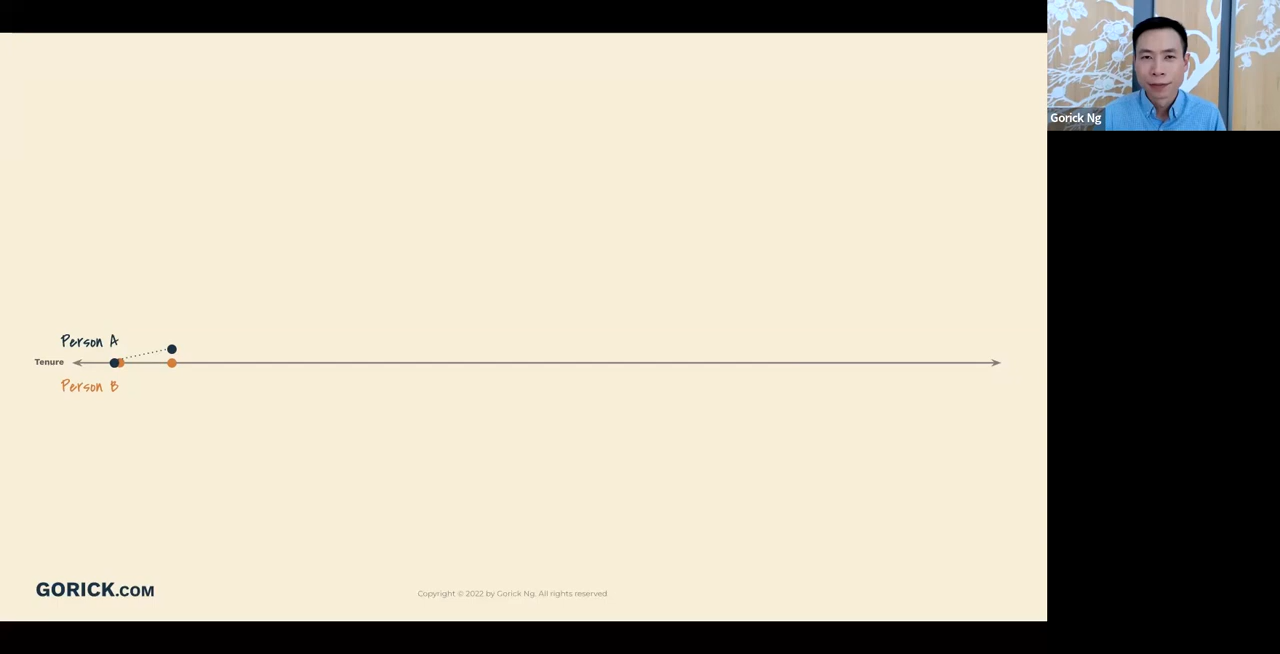 Gorick Ng
Person A
Tenure
Person B
GORICK.COM
Copyright © 2022 by Gorick Ng. All rights reserved